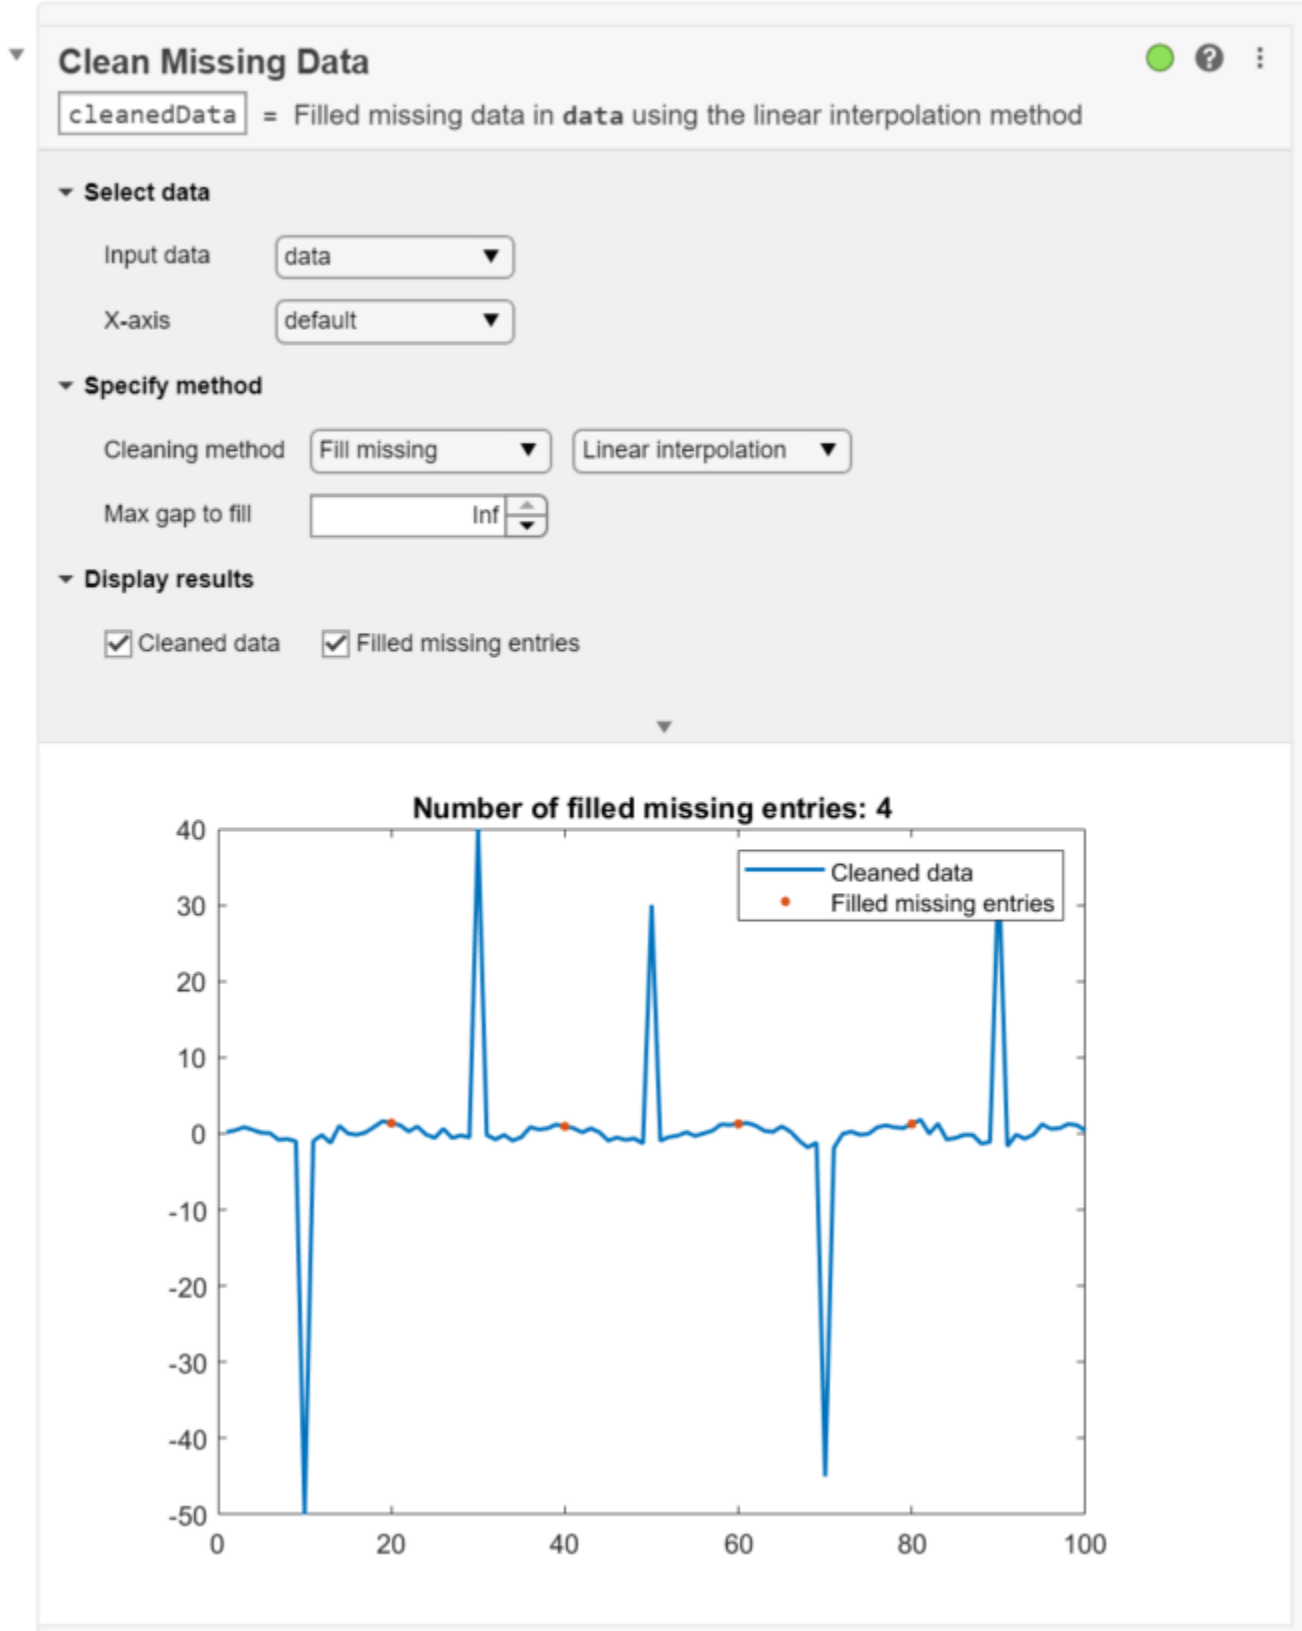 Clean Missing Data
cleanedData = Filled missing data in data using the linear interpolation method
Select data
Input data data
X-axis default
Specify method
Cleaning method Fill missing Linear interpolation
Max gap to fill Inf
Display results
Cleaned data Filled missing entries
Number of filled missing entries: 4
Cleaned data
Filled missing entries
40
30
20
10
0
-10
-20
-30
-40
-50
0 20 40 60 80 100